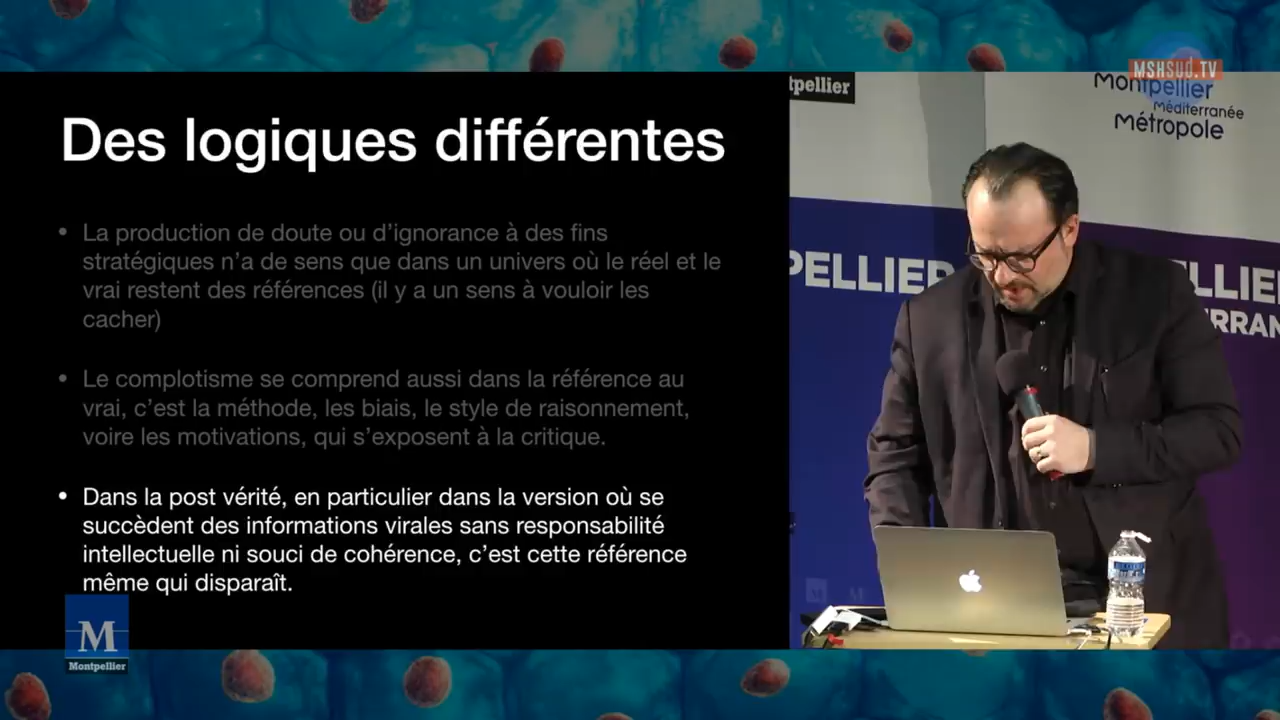 MSHSUD.TV
tpellier
Montpellier
Méditerranée
Métropole
Des logiques différentes
• La production de doute ou d’ignorance à des fins
stratégiques n’a de sens que dans un univers où le réel et le
vrai restent des références (il y a un sens à vouloir les
cacher)
• Le complotisme se comprend aussi dans la référence au
vrai, c’est la méthode, les biais, le style de raisonnement,
voire les motivations, qui s’exposent à la critique.
• Dans la post vérité, en particulier dans la version où se
succèdent des informations virales sans responsabilité
intellectuelle ni souci de cohérence, c’est cette référence
même qui disparaît.
PELLIER
LLIE
RRAN
M
Montpellier